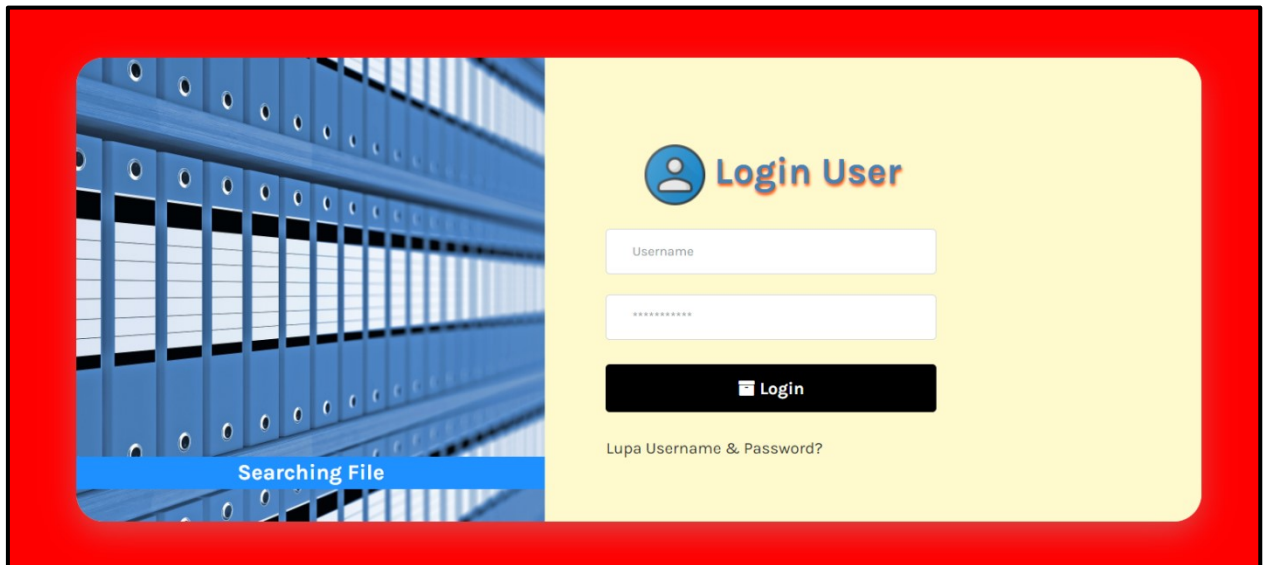 Login User
Username
***********
Login
Lupa Username & Password?
Searching File